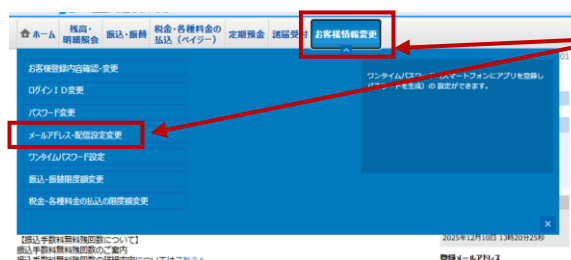 ホーム
残高・明細照会
振込・振替
税金・各種料金の払込(ペイジー)
定期預金
諸届受付
お客様情報変更
01
お客様登録内容確認・変更
ログインID変更
パスワード変更
メールアドレス・配信設定変更
ワンタイムパスワード設定
振込・振替限度額変更
税金・各種料金の払込の限度額変更
ワンタイムパスワード
スマートフォンにアプリを登録し
を生成)の設定ができます。
×
【振込手数料無料残回数について】
振込手数料無料残回数のご案内
2025年12月10日 13時20分25秒
登録メールアドレス